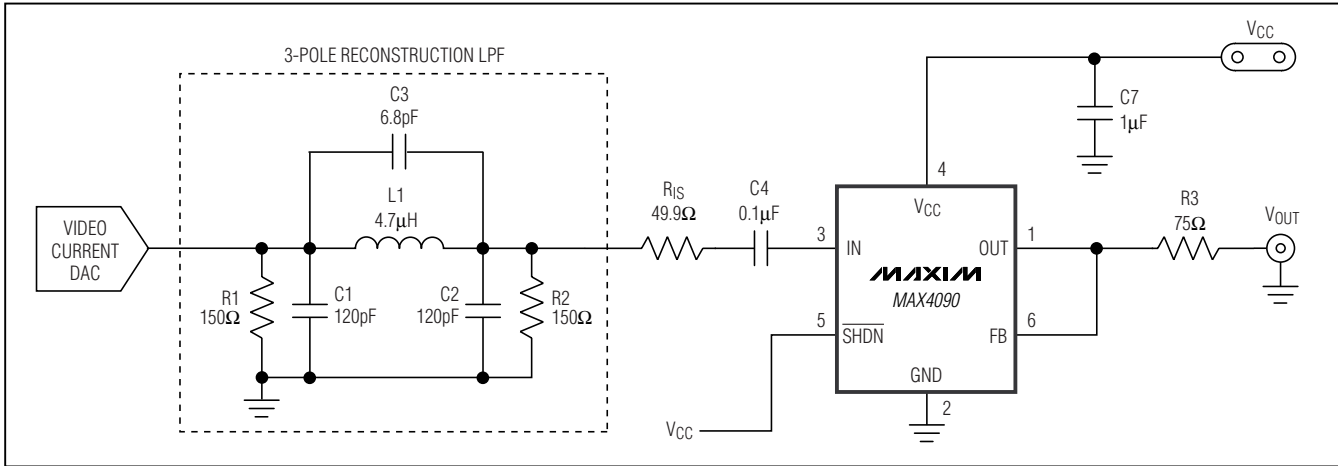 3-POLE RECONSTRUCTION LPF
C3
6.8pF
L1
4.7µH
VIDEO
CURRENT
DAC
R1
150Ω
C1
120pF
C2
120pF
R2
150Ω
RIS
49.9Ω
C4
0.1µF
3
IN
4
VCC
MAXIM
MAX4090
5
SHDN
VCC
GND
2
OUT
1
FB
6
C7
1µF
VCC
R3
75Ω
VOUT